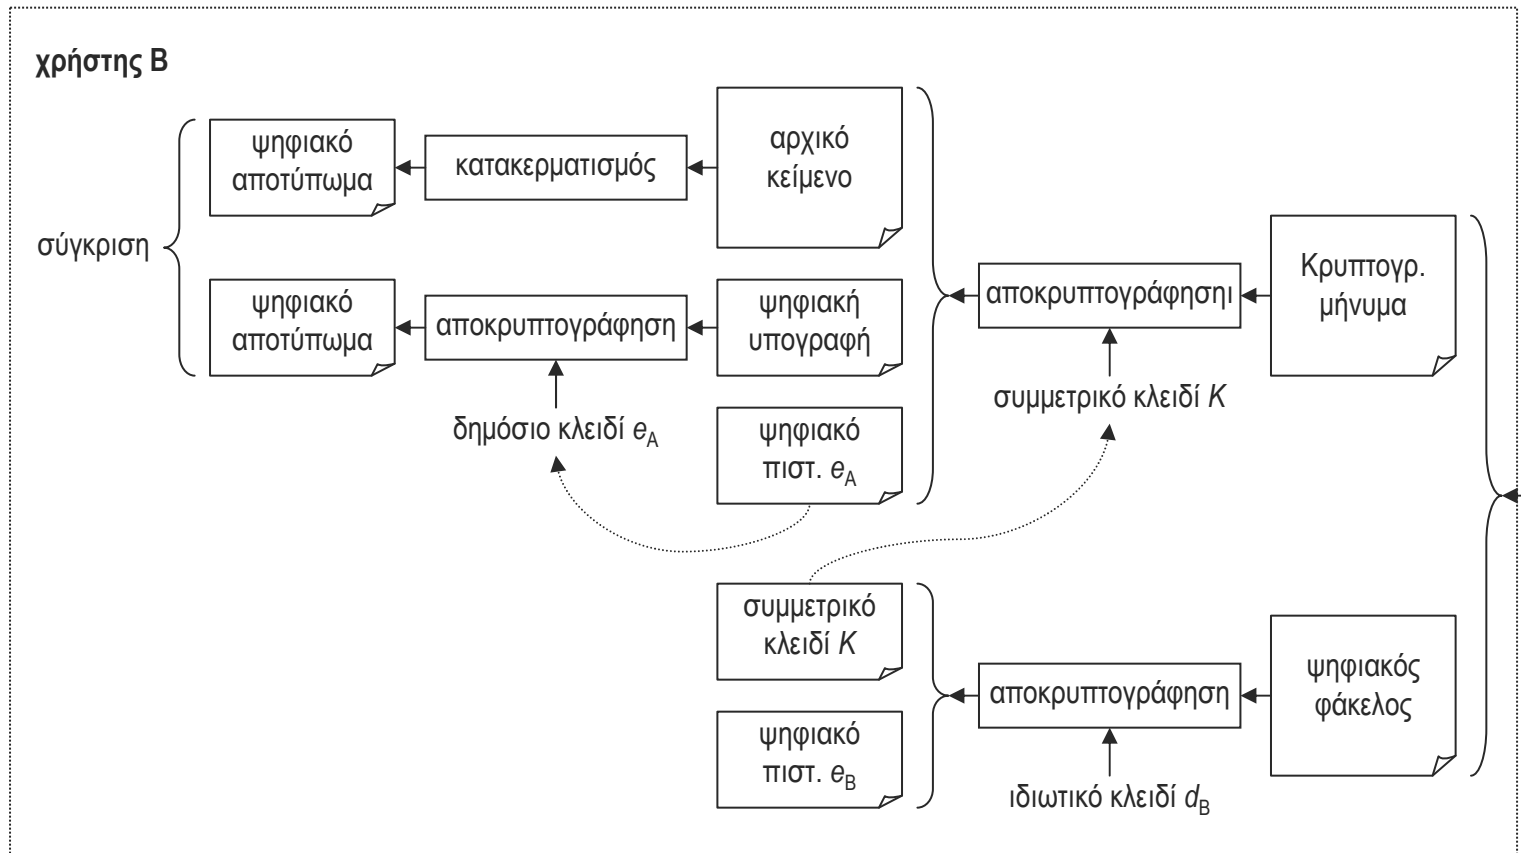 χρήστης Β
ψηφιακό
αποτύπωμα
κατακερματισμός
αρχικό
κείμενο
σύγκριση
ψηφιακό
αποτύπωμα
αποκρυπτογράφηση
ψηφιακή
υπογραφή
αποκρυπτογράφησηι
Κρυπτογρ.
μήνυμα
δημόσιο κλειδί eA
ψηφιακό
πιστ. eA
συμμετρικό κλειδί K
συμμετρικό
κλειδί K
ψηφιακό
πιστ. eB
αποκρυπτογράφηση
ψηφιακός
φάκελος
ιδιωτικό κλειδί dB